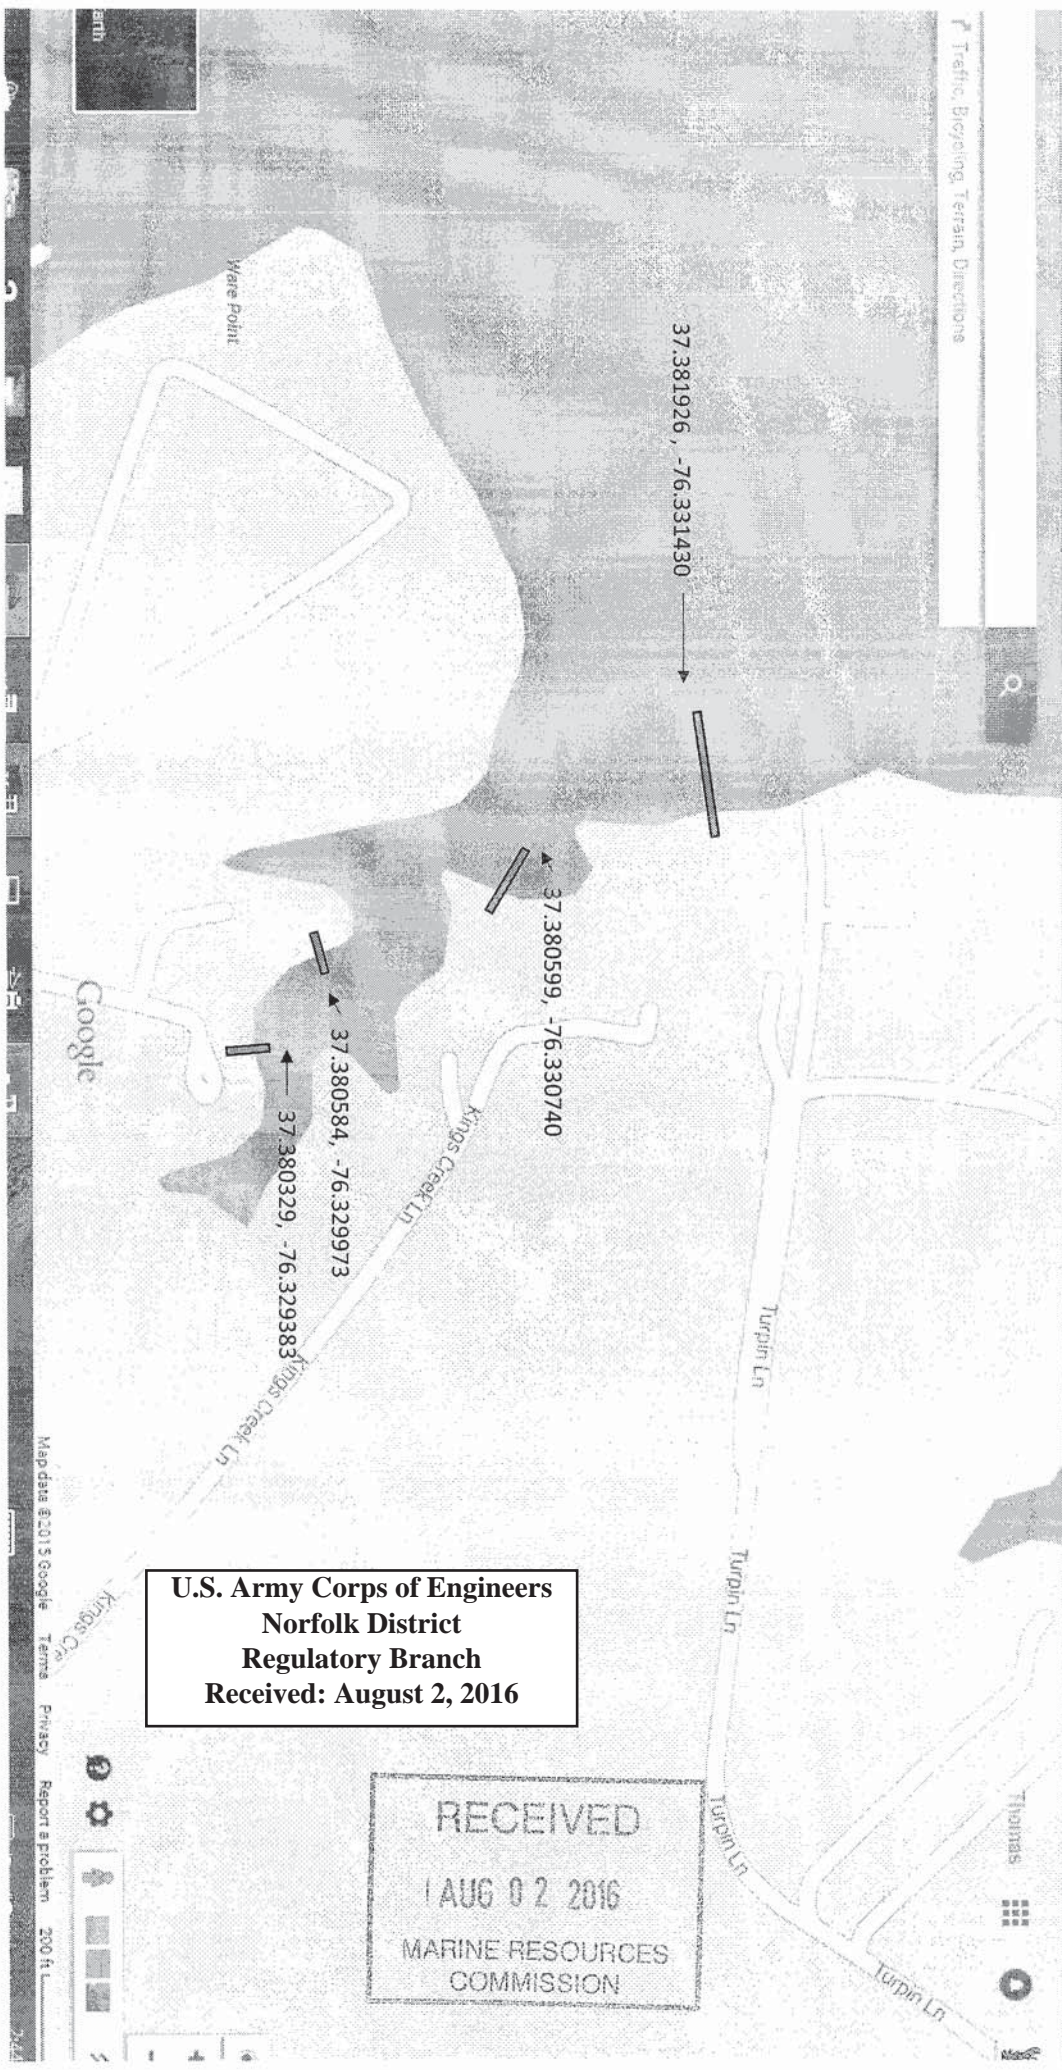 Traffic, Bicycling, Terrain, Directions
Thomas
Ware Point
37.381926 , -76.331430
37.380599, -76.330740
37.380584, -76.329973
37.380329, -76.329383
Turpin Ln
Turpin Ln
Turpin Ln
Turpin Ln
Kings Creek Ln
Kings Creek Ln
Kings Cre
Google
Map data ©2015 Google Terms Privacy Report a problem 200 ft
U.S. Army Corps of Engineers
Norfolk District
Regulatory Branch
Received: August 2, 2016
RECEIVED
AUG 02 2016
MARINE RESOURCES
COMMISSION